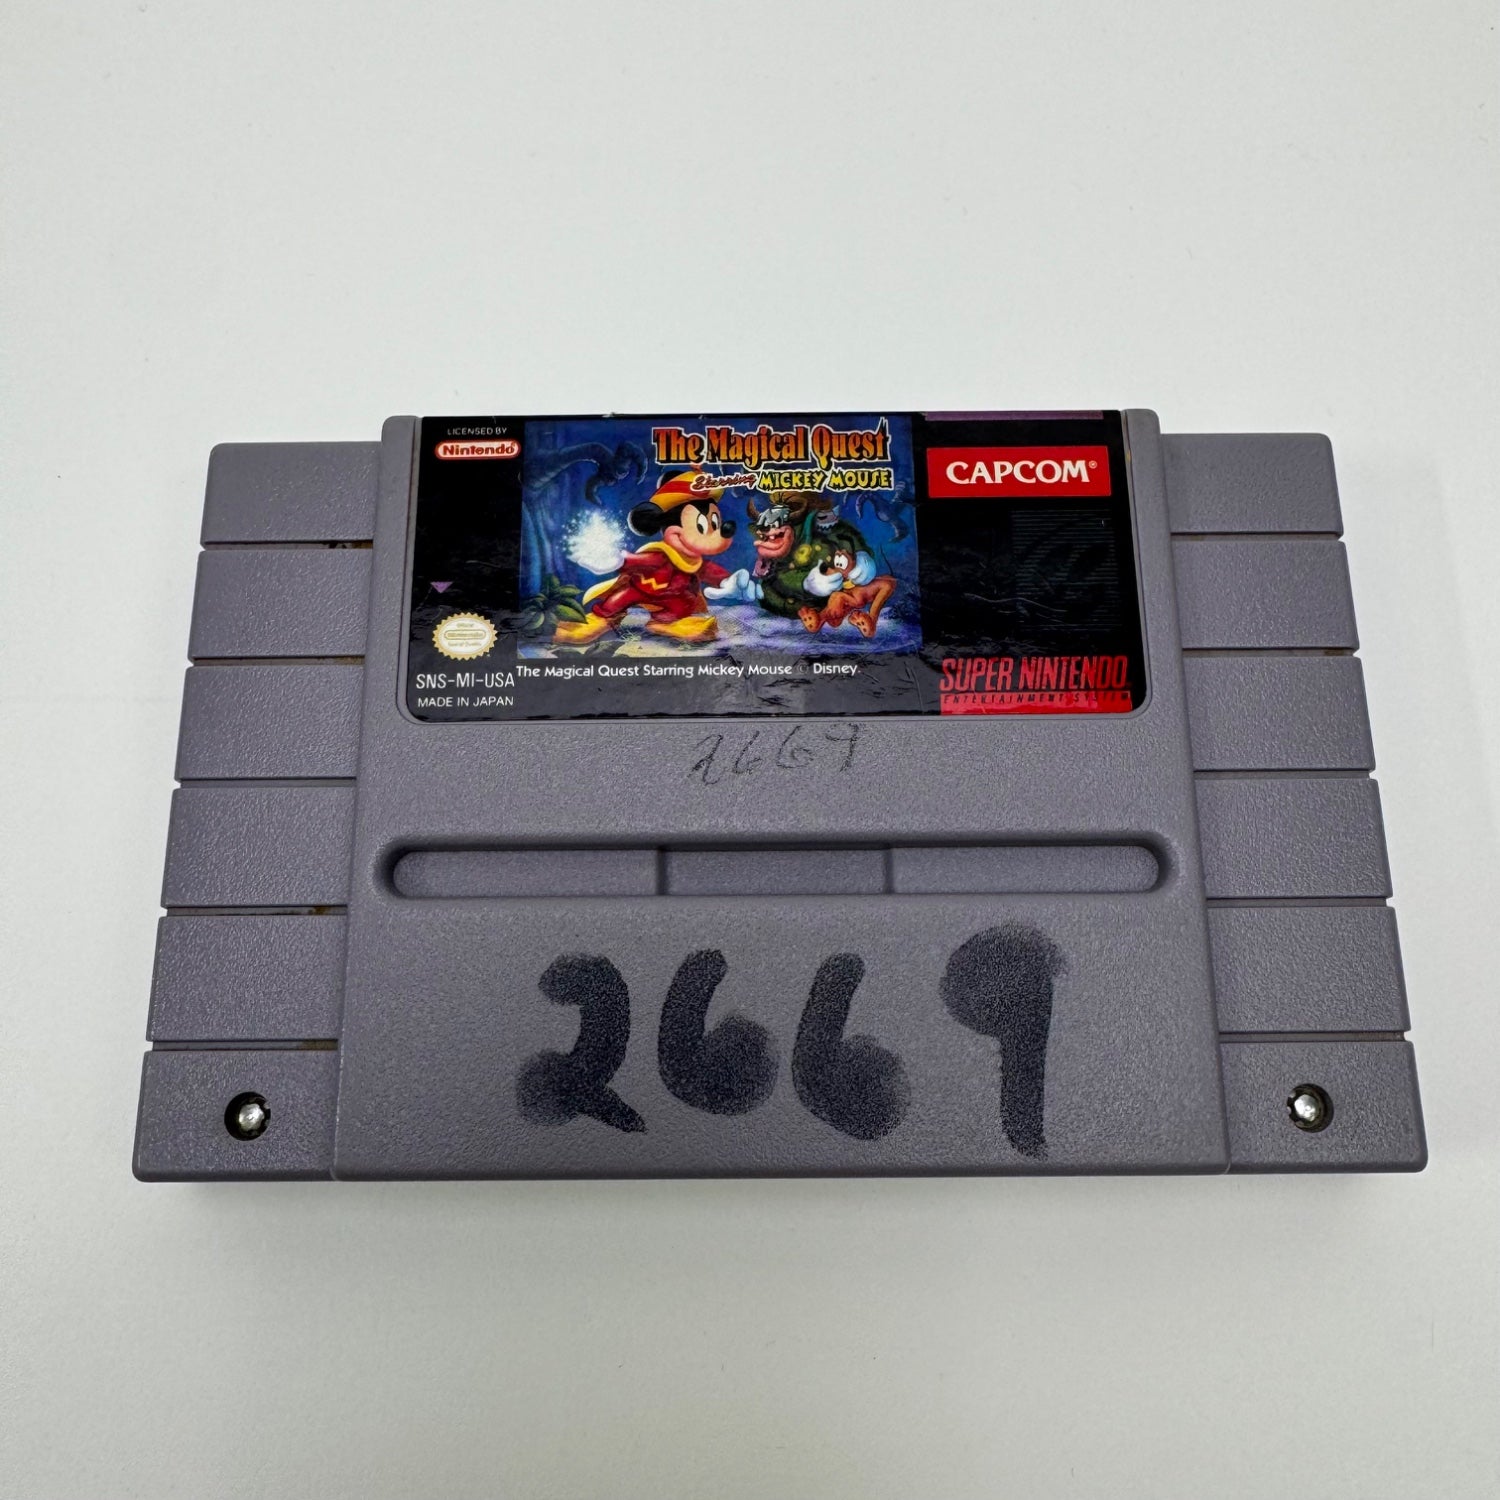 LICENSED BY
Nintendo
The Magical Quest
Starring MICKEY MOUSE
CAPCOM®
SNS-MI-USA
MADE IN JAPAN
The Magical Quest Starring Mickey Mouse © Disney.
SUPER NINTENDO
ENTERTAINMENT SYSTEM
2669
2669